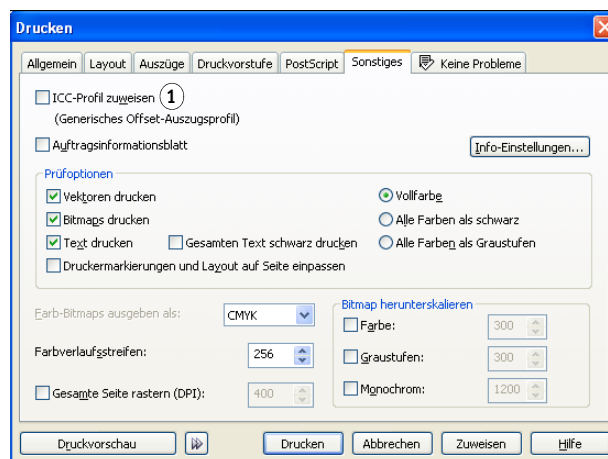 Drucken
Allgemein Layout Auszüge Druckvorstufe PostScript Sonstiges Keine Probleme
ICC-Profil zuweisen 1
(Generisches Offset-Auszugsprofil)
Auftragsinformationsblatt Info-Einstellungen...
Prüfoptionen
Vektoren drucken Vollfarbe
Bitmaps drucken Alle Farben als schwarz
Text drucken Gesamten Text schwarz drucken Alle Farben als Graustufen
Druckermarkierungen und Layout auf Seite einpassen
Farb-Bitmaps ausgeben als: CMYK
Bitmap herunterskalieren
Farbe: 300
Farbverlaufsstreifen: 256
Graustufen: 300
Gesamte Seite rastern (DPI): 400
Monochrom: 1200
Druckvorschau Drucken Abbrechen Zuweisen Hilfe